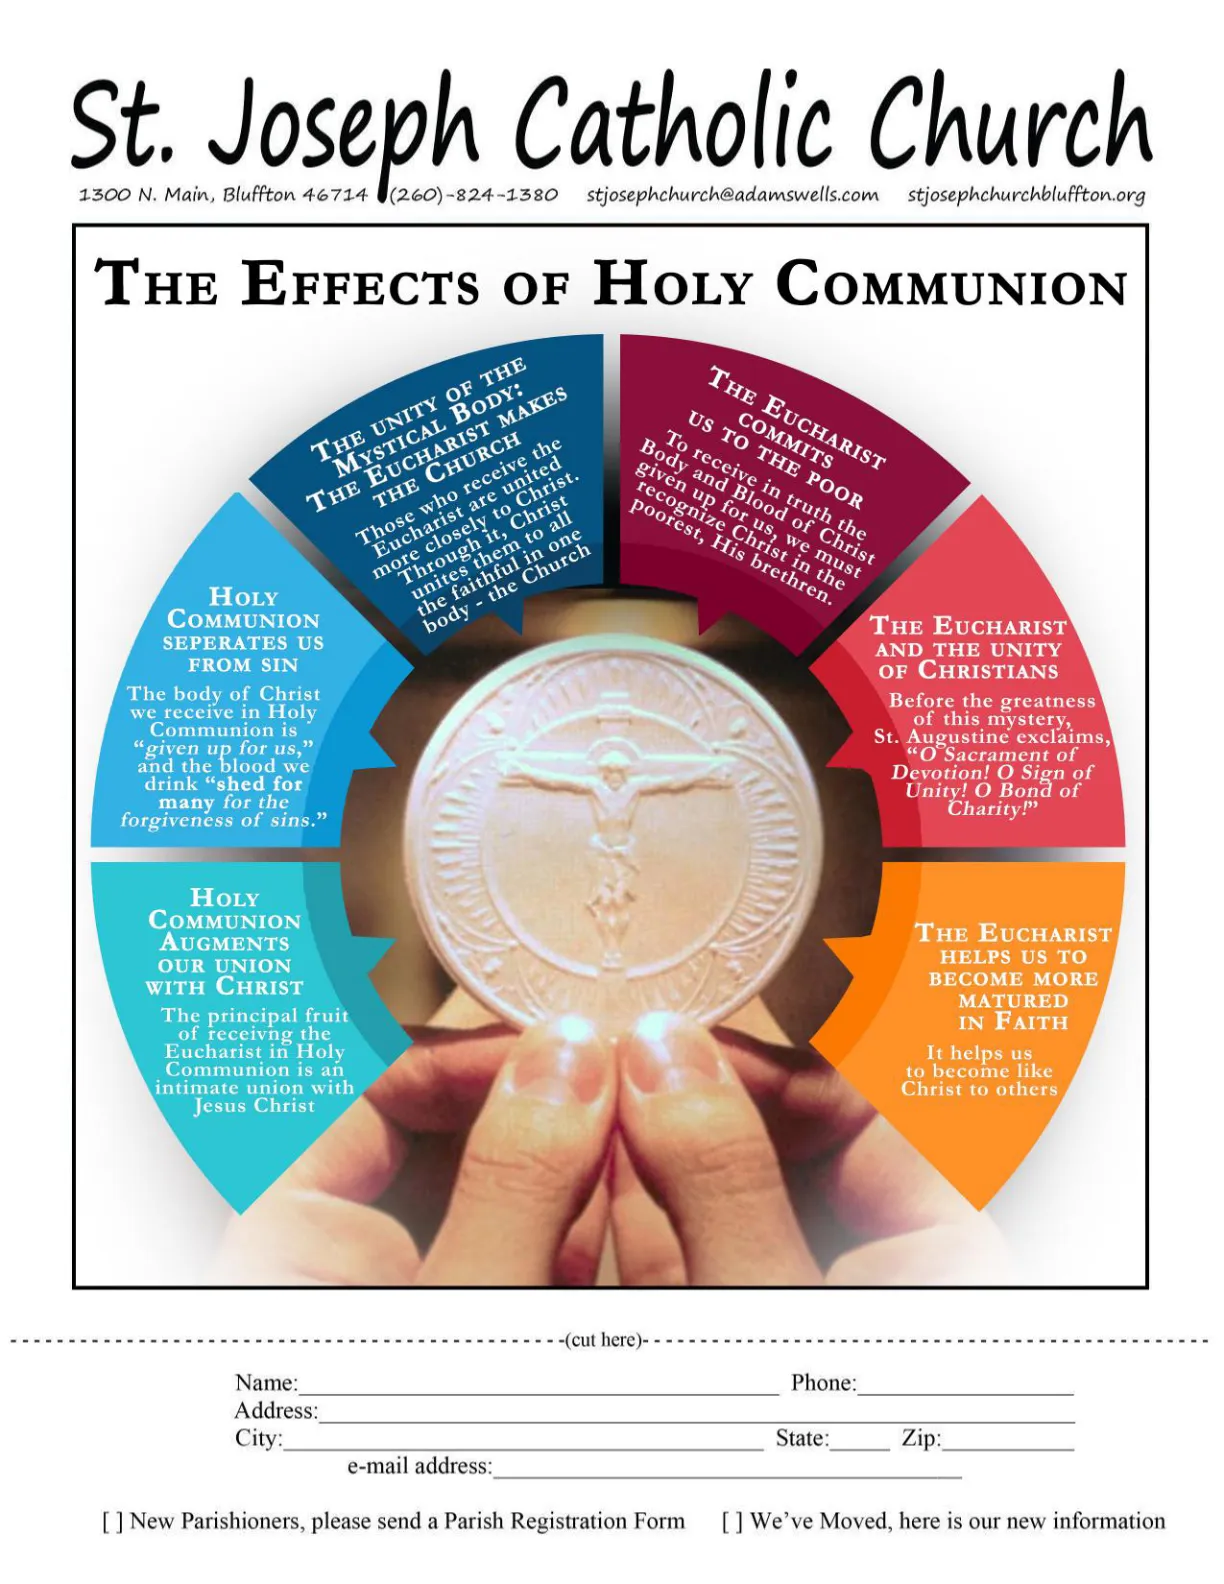 St. Joseph Catholic Church
1300 N. Main, Bluffton 46714 (260)-824-1380 stjosephchurch@adamswells.com stjosephchurchbluffton.org
The Effects of Holy Communion
The unity of the
Mystical Body:
The Eucharist makes
the Church
Those who receive the
Eucharist are united
more closely to Christ.
Through it, Christ
unites them to all
the faithful in one
body - the Church
The Eucharist
commits
us to the poor
To receive in truth the
Body and Blood of Christ
given up for us, we must
recognize Christ in the
poorest, His brethren.
Holy
Communion
seperates us
from sin
The body of Christ
we receive in Holy
Communion is
“given up for us,”
and the blood we
drink “shed for
many for the
forgiveness of sins.”
The Eucharist
and the unity
of Christians
Before the greatness
of this mystery,
St. Augustine exclaims,
“O Sacrament of
Devotion! O Sign of
Unity! O Bond of
Charity!”
Holy
Communion
Augments
our union
with Christ
The principal fruit
of receivng the
Eucharist in Holy
Communion is an
intimate union with
Jesus Christ
The Eucharist
helps us to
become more
matured
in Faith
It helps us
to become like
Christ to others
(cut here)
Name: Phone:
Address:
City: State: Zip:
e-mail address:
[ ] New Parishioners, please send a Parish Registration Form [ ] We’ve Moved, here is our new information